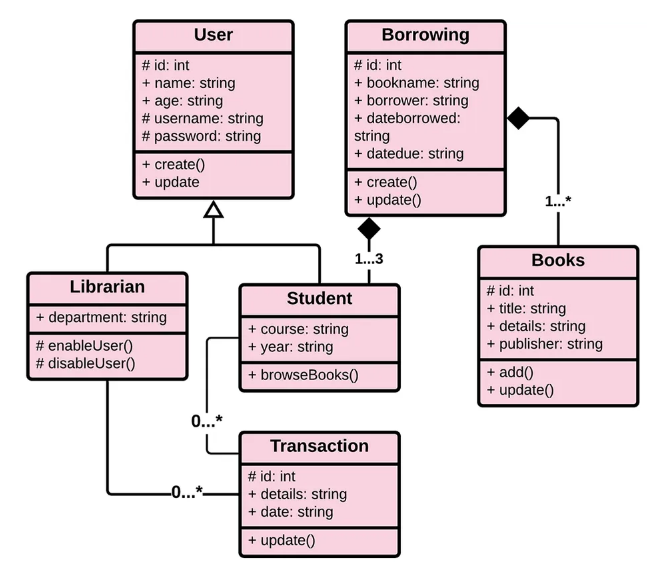 User
# id: int
+ name: string
+ age: string
# username: string
# password: string
+ create()
+ update
Borrowing
# id: int
+ bookname: string
+ borrower: string
+ dateborrowed:
string
+ datedue: string
+ create()
+ update()
1...*
1...3
Librarian
+ department: string
# enableUser()
# disableUser()
Student
+ course: string
+ year: string
+ browseBooks()
Books
# id: int
+ title: string
+ details: string
+ publisher: string
+ add()
+ update()
0...*
0...*
Transaction
# id: int
+ details: string
+ date: string
+ update()